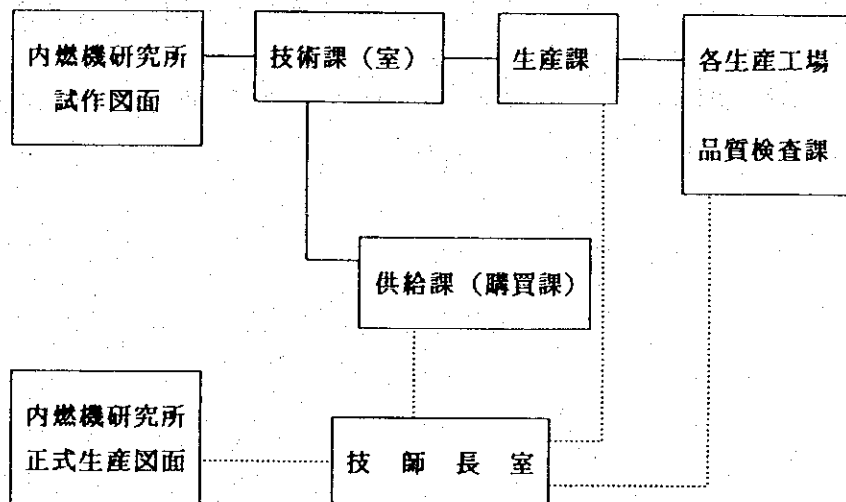 内燃機研究所
試作図面
技術課（室）
生産課
各生産工場
品質検査課
供給課（購買課）
内燃機研究所
正式生産図面
技師長室